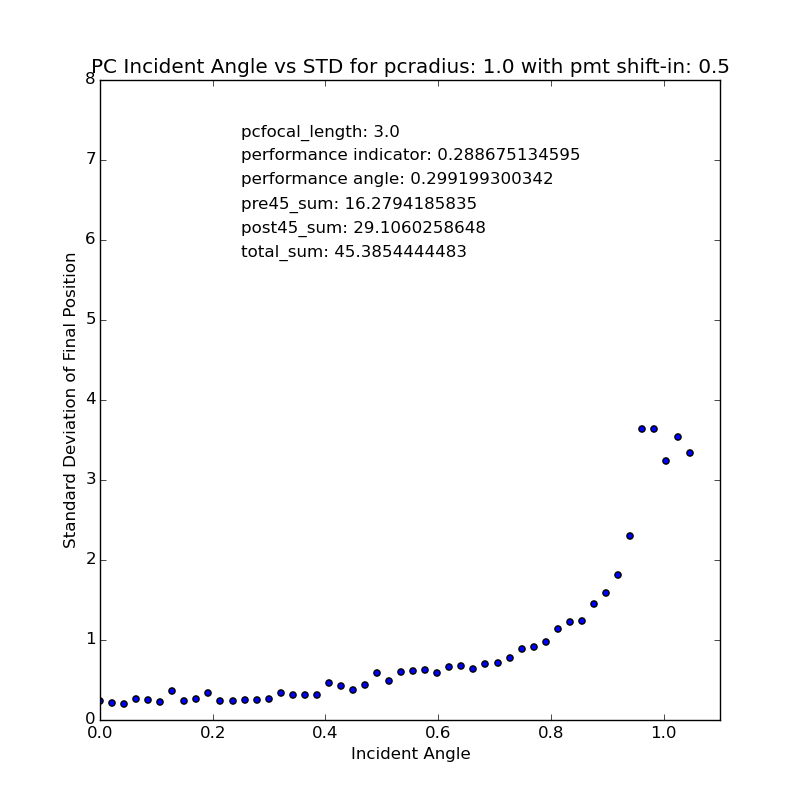 PC Incident Angle vs STD for pcradius: 1.0 with pmt shift-in: 0.5
pcfocal_length: 3.0
performance indicator: 0.288675134595
performance angle: 0.299199300342
pre45_sum: 16.2794185835
post45_sum: 29.1060258648
total_sum: 45.3854444483
Standard Deviation of Final Position
8
7
6
5
4
3
2
1
0
0.0 0.2 0.4 0.6 0.8 1.0
Incident Angle